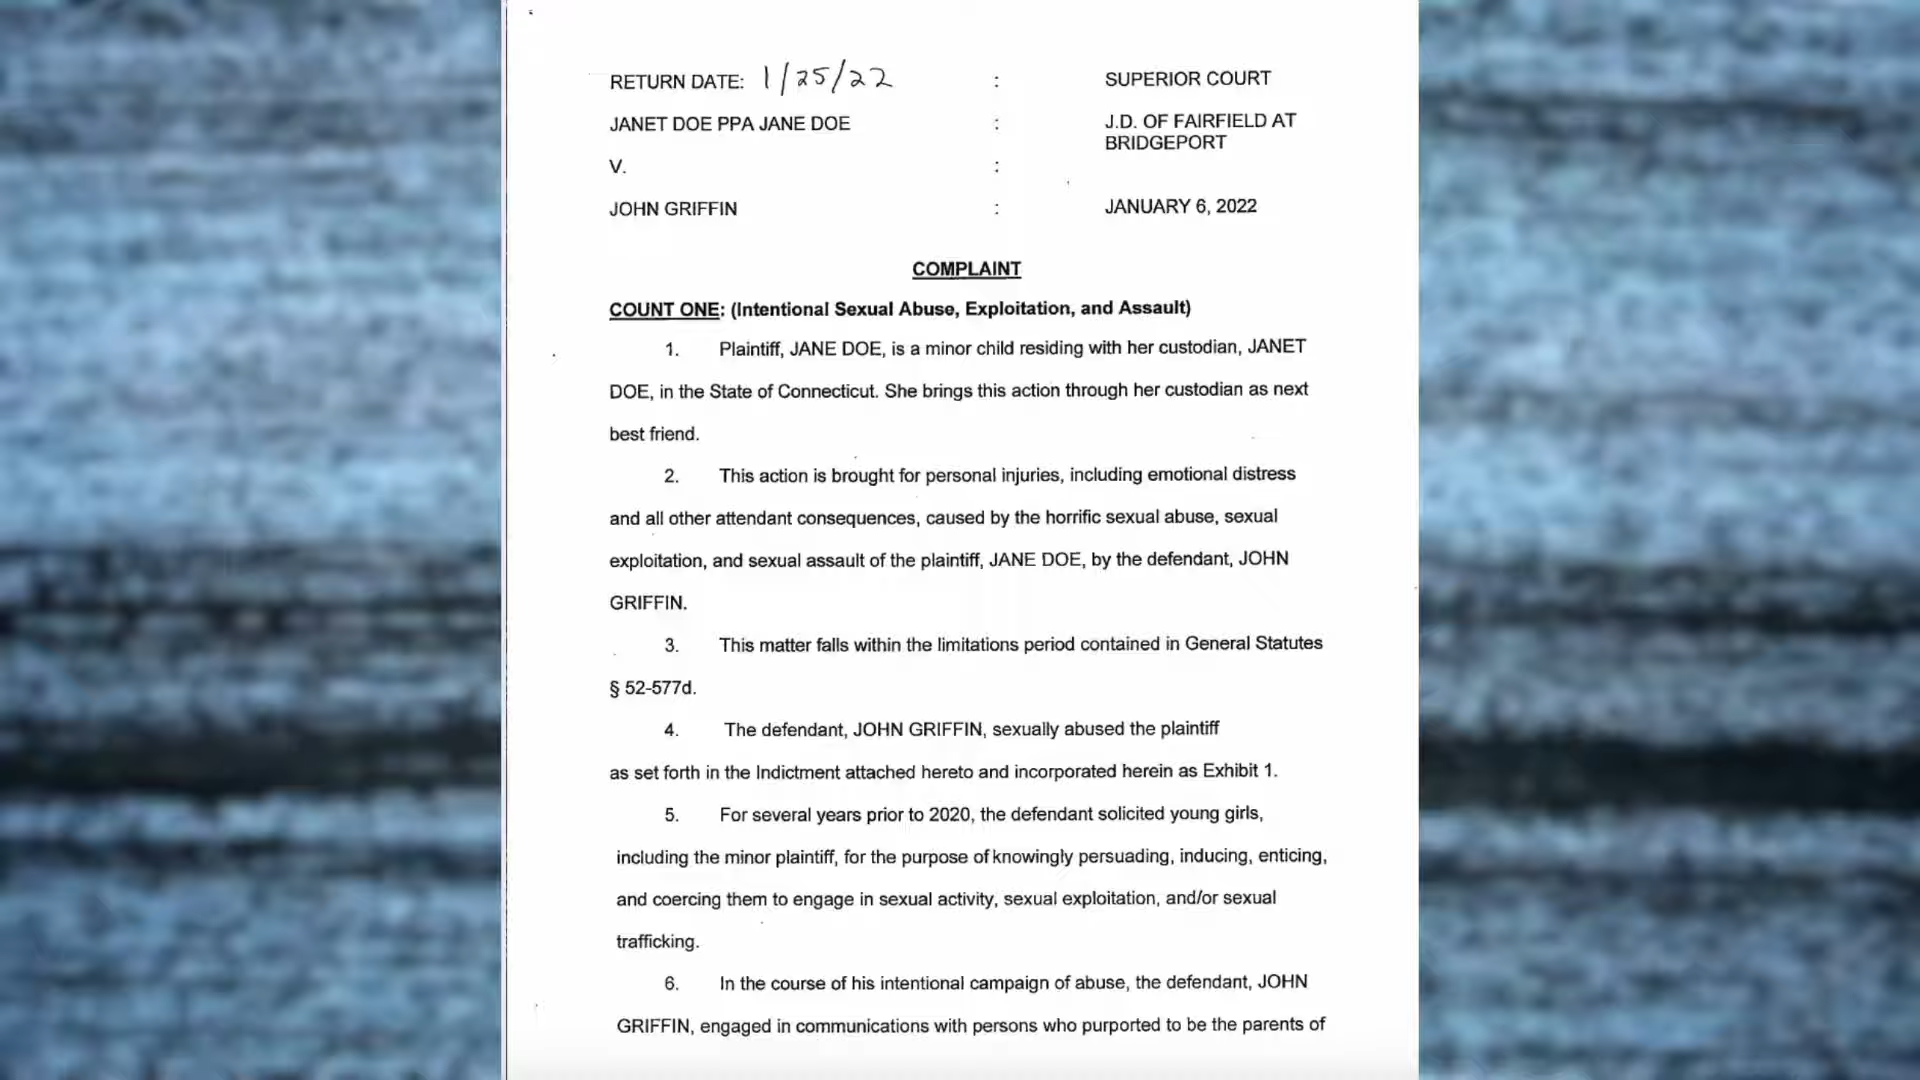 RETURN DATE: 1/25/22 : SUPERIOR COURT
JANET DOE PPA JANE DOE : J.D. OF FAIRFIELD AT
BRIDGEPORT
V. :
JOHN GRIFFIN : JANUARY 6, 2022
COMPLAINT
COUNT ONE: (Intentional Sexual Abuse, Exploitation, and Assault)
1. Plaintiff, JANE DOE, is a minor child residing with her custodian, JANET
DOE, in the State of Connecticut. She brings this action through her custodian as next
best friend.
2. This action is brought for personal injuries, including emotional distress
and all other attendant consequences, caused by the horrific sexual abuse, sexual
exploitation, and sexual assault of the plaintiff, JANE DOE, by the defendant, JOHN
GRIFFIN.
3. This matter falls within the limitations period contained in General Statutes
§ 52-577d.
4. The defendant, JOHN GRIFFIN, sexually abused the plaintiff
as set forth in the Indictment attached hereto and incorporated herein as Exhibit 1.
5. For several years prior to 2020, the defendant solicited young girls,
including the minor plaintiff, for the purpose of knowingly persuading, inducing, enticing,
and coercing them to engage in sexual activity, sexual exploitation, and/or sexual
trafficking.
6. In the course of his intentional campaign of abuse, the defendant, JOHN
GRIFFIN, engaged in communications with persons who purported to be the parents of